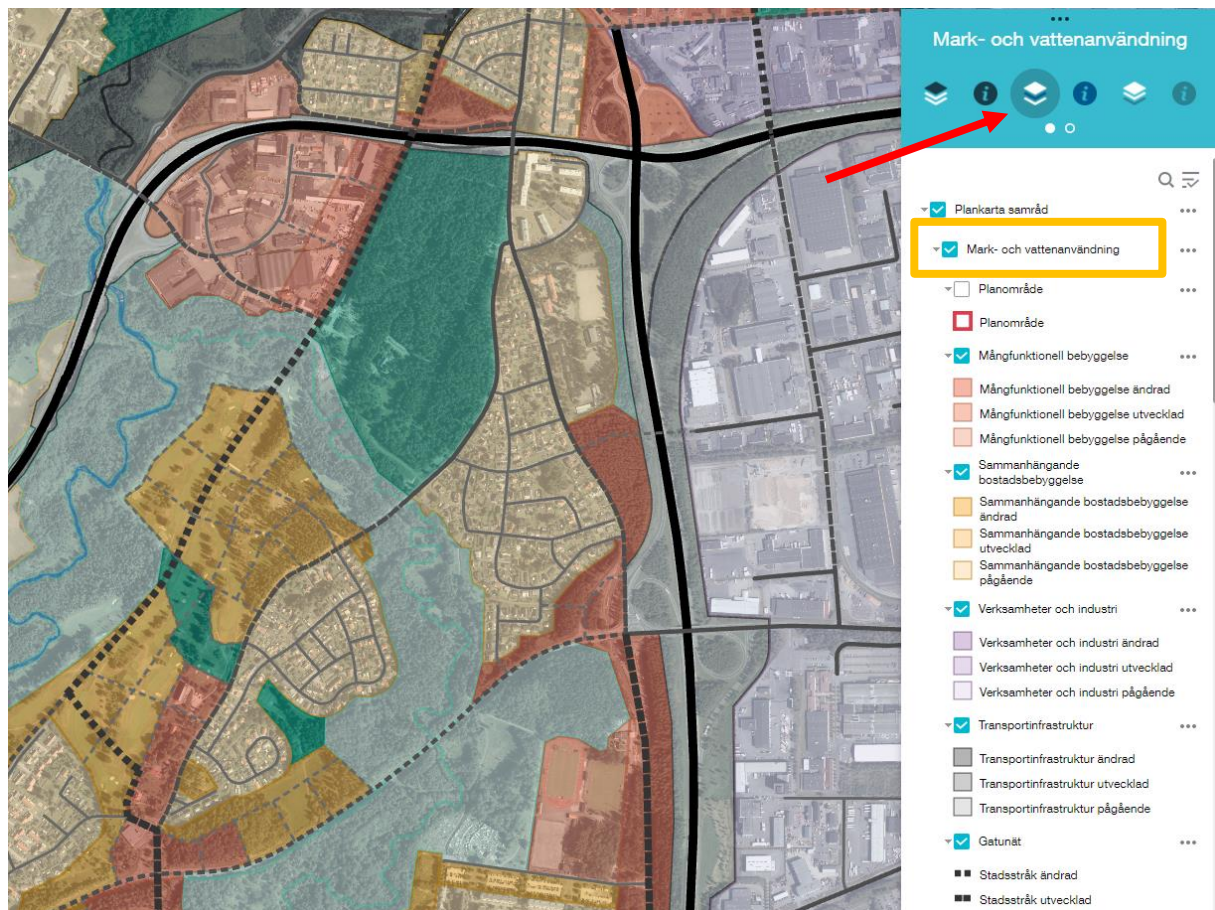 Mark- och vattenanvändning
Plankarta samråd
Mark- och vattenanvändning
Planområde
Planområde
Mångfunktionell bebyggelse
Mångfunktionell bebyggelse ändrad
Mångfunktionell bebyggelse utvecklad
Mångfunktionell bebyggelse pågående
Sammanhängande
bostadsbebyggelse
Sammanhängande bostadsbebyggelse
ändrad
Sammanhängande bostadsbebyggelse
utvecklad
Sammanhängande bostadsbebyggelse
pågående
Verksamheter och industri
Verksamheter och industri ändrad
Verksamheter och industri utvecklad
Verksamheter och industri pågående
Transportinfrastruktur
Transportinfrastruktur ändrad
Transportinfrastruktur utvecklad
Transportinfrastruktur pågående
Gatunät
Stadsstråk ändrad
Stadsstråk utvecklad